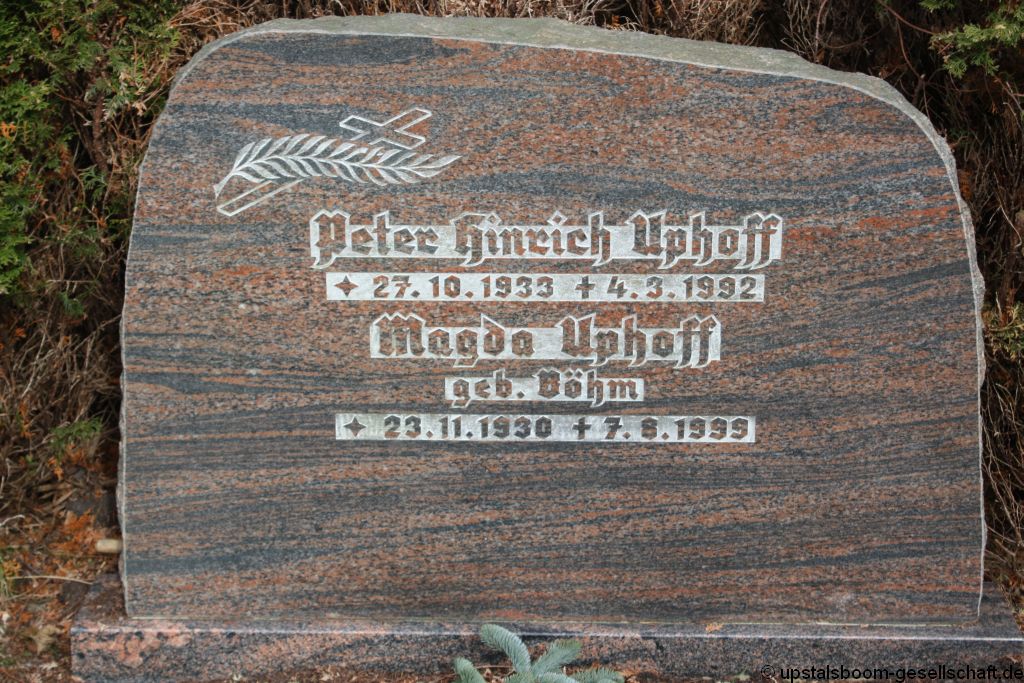 Peter Hinrich Uphoff
✦ 27.10.1933 ✝ 4.3.1992
Magda Uphoff
geb. Böhm
✦ 23.11.1930 ✝ 7.8.1999
© upstalsboom-gesellschaft.de